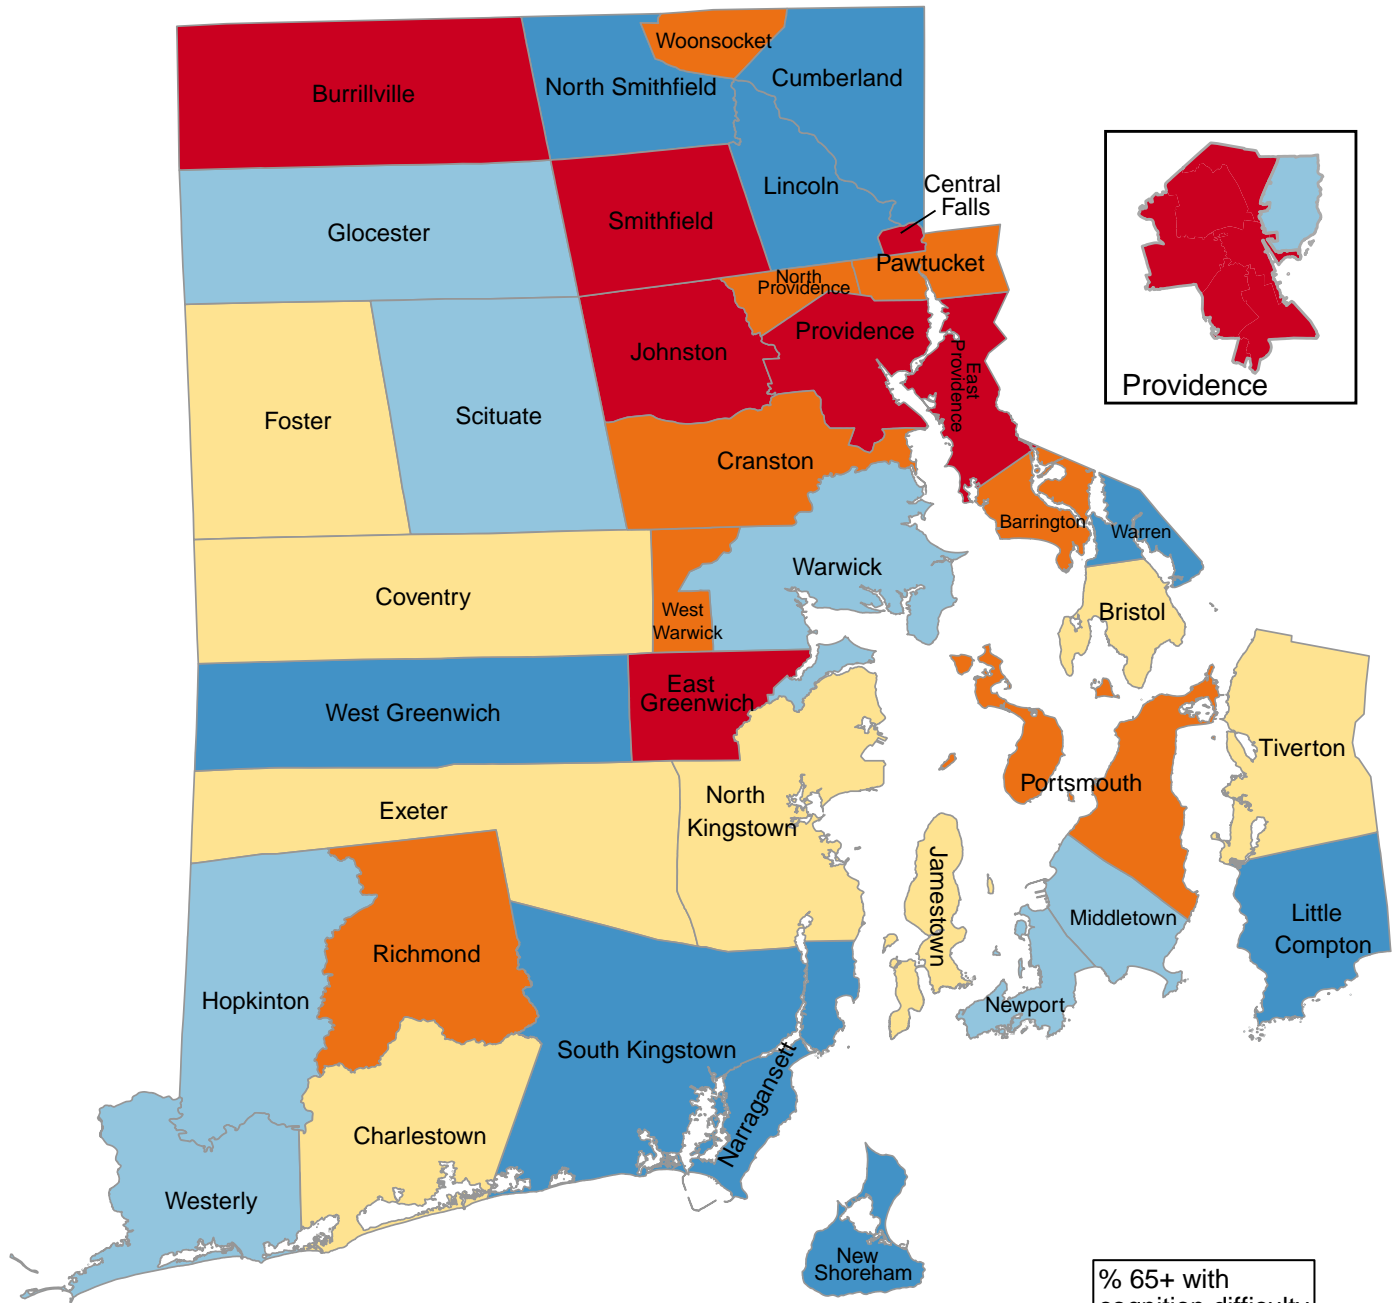 Woonsocket
Cumberland
North Smithfield
Burrillville
Central
Falls
Lincoln
Smithfield
Glocester
Pawtucket
North
Providence
Providence
Johnston
East
Providence
Providence
Foster
Scituate
Cranston
Barrington
Warren
Warwick
Coventry
West
Warwick
Bristol
East
Greenwich
West Greenwich
Tiverton
Portsmouth
North
Kingstown
Exeter
Jamestown
Middletown
Little
Compton
Richmond
Hopkinton
Newport
South Kingstown
Narragansett
Charlestown
Westerly
New
Shoreham
% 65+ with
cognition difficulty